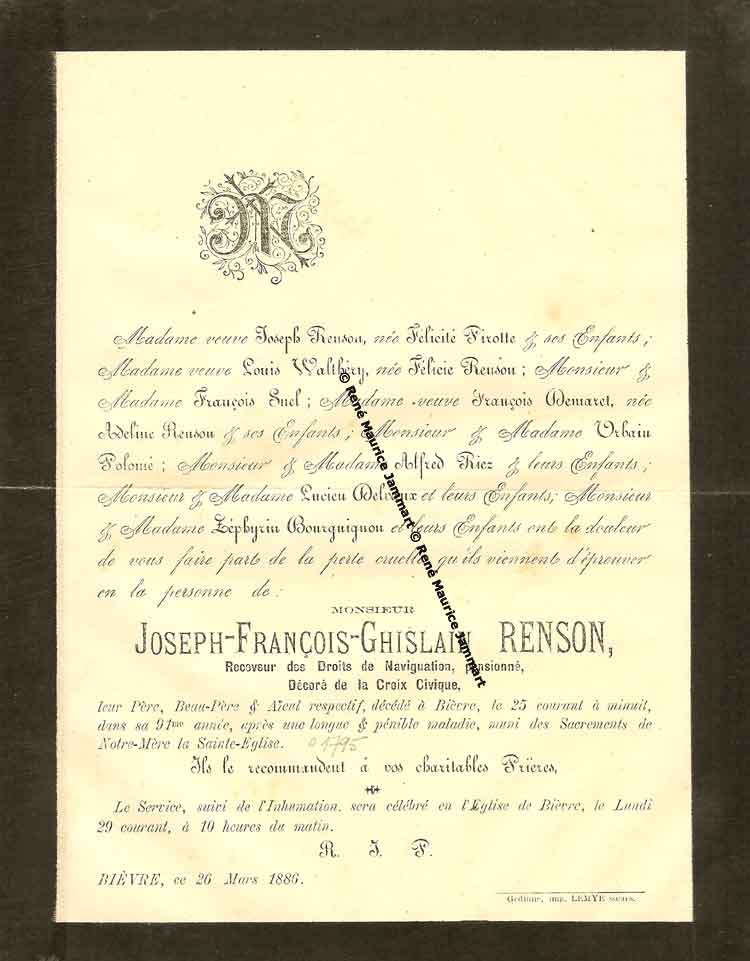 Madame veuve Joseph Renson, née Félicité Pirotte & ses Enfants;
Madame veuve Louis Walthéry, née Félicie Renson; Monsieur &
Madame François Suel; Madame veuve François Demaret, née
Adeline Renson & ses Enfants; Monsieur & Madame Urbain
Polomé; Monsieur & Madame Alfred Riez & leurs Enfants;
Monsieur & Madame Lucien Delvaux et leurs Enfants; Monsieur
& Madame Zéphyrin Bourguignon et leurs Enfants ont la douleur
de vous faire part de la perte cruelle qu'ils viennent d'éprouver
en la personne de:
MONSIEUR
JOSEPH-FRANÇOIS-GHISLAIN RENSON,
Receveur des Droits de Naviguation, pensionné,
Décoré de la Croix Civique,
leur Père, Beau-Père & Aïeul respectif, décédé à Bièvre, le 25 courant à minuit,
dans sa 91me année, après une longue & pénible maladie, muni des Sacrements de
Notre-Mère la Sainte-Eglise. o 1795
Ils le recommandent à vos charitables Prières,
Le Service, suivi de l'Inhumation, sera célébré en l'Eglise de Bièvre, le Lundi
29 courant, à 10 heures du matin.
R. I. P.
BIÈVRE, ce 26 Mars 1886.
Gedinne, imp. LEMYE sœurs.
© René Maurice Jammart © René Maurice Jammart